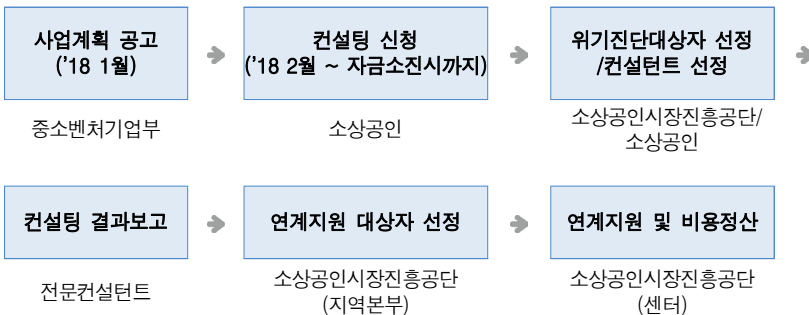 사업계획 공고
('18 1월)
컨설팅 신청
('18 2월 ~ 자금소진시까지)
위기진단대상자 선정
/컨설턴트 선정
중소벤처기업부
소상공인
소상공인시장진흥공단/
소상공인
컨설팅 결과보고
연계지원 대상자 선정
연계지원 및 비용정산
전문컨설턴트
소상공인시장진흥공단
(지역본부)
소상공인시장진흥공단
(센터)